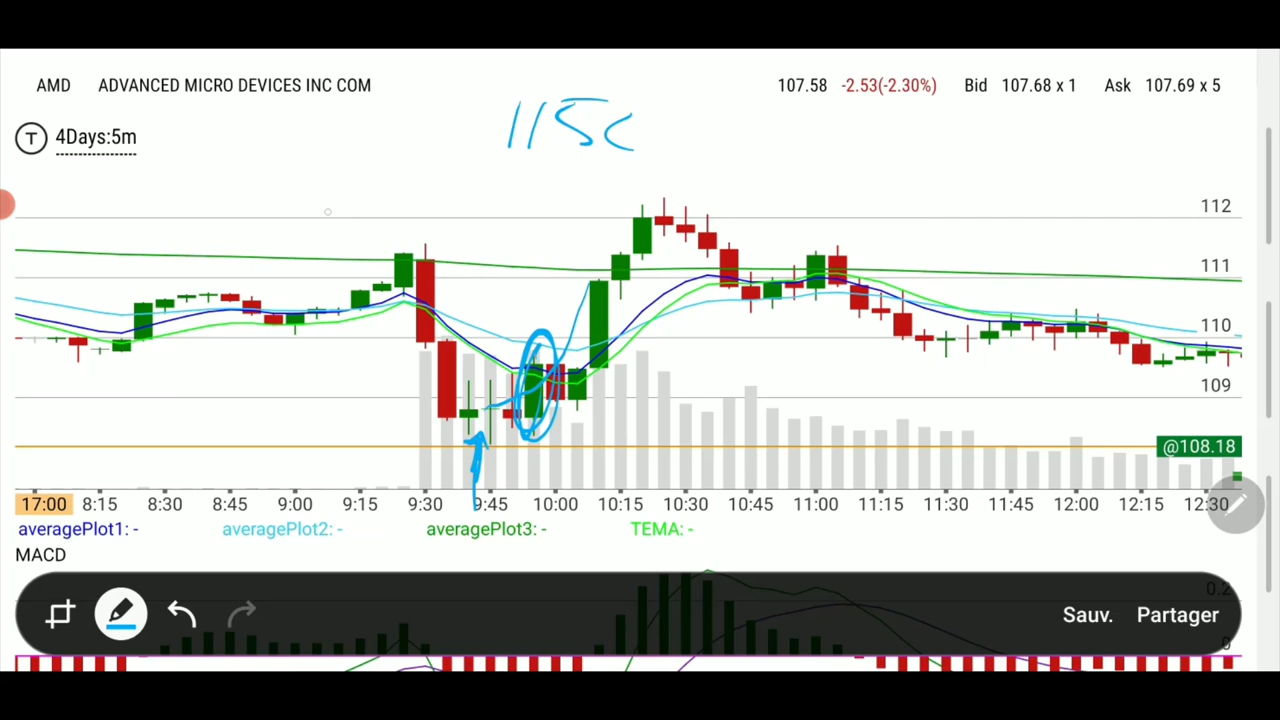 AMD ADVANCED MICRO DEVICES INC COM 107.58 -2.53(-2.30%) Bid 107.68 x 1 Ask 107.69 x 5
115c
T 4Days:5m
112
111
110
109
@108.18
17:00 8:15 8:30 8:45 9:00 9:15 9:30 9:45 10:00 10:15 10:30 10:45 11:00 11:15 11:30 11:45 12:00 12:15 12:30
averagePlot1: - averagePlot2: - averagePlot3: - TEMA: -
MACD
0.2
Sauv. Partager
0